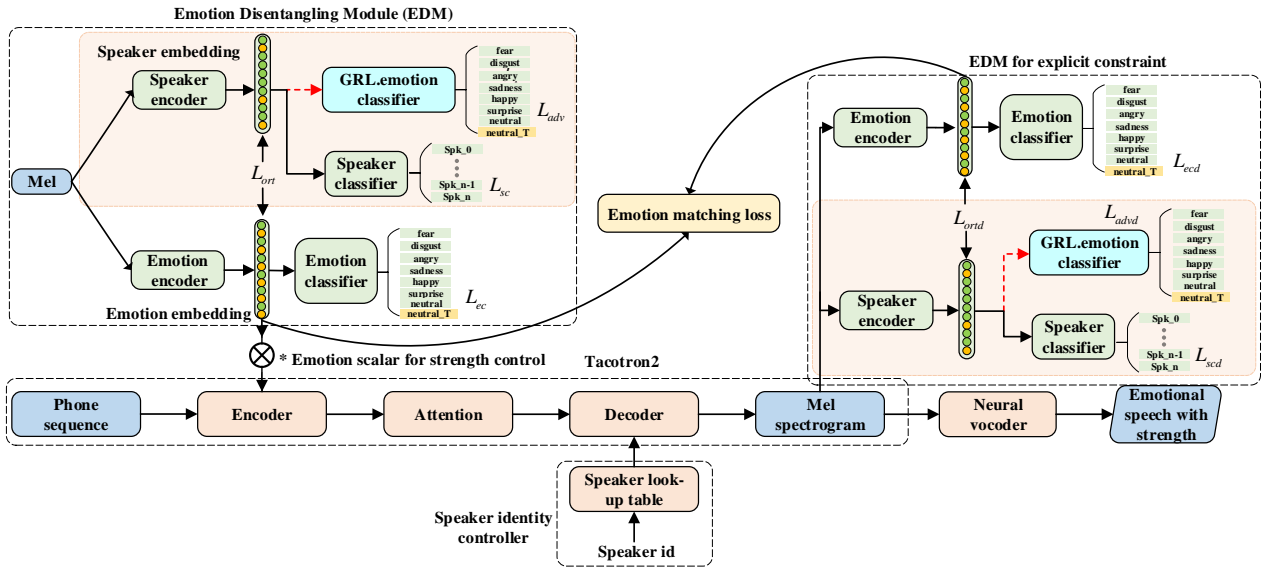 Emotion Disentangling Module (EDM)
Speaker embedding
Speaker
encoder
GRL.emotion
classifier
fear
disgust
angry
sadness
happy
surprise
neutral
neutral_T
L_adv
Mel
L_ort
Speaker
classifier
Spk_0
Spk_n-1
Spk_n
L_sc
Emotion
encoder
Emotion
classifier
fear
disgust
angry
sadness
happy
surprise
neutral
neutral_T
L_ec
Emotion embedding
* Emotion scalar for strength control
Emotion matching loss
EDM for explicit constraint
Emotion
encoder
Emotion
classifier
fear
disgust
angry
sadness
happy
surprise
neutral
neutral_T
L_ecd
L_ortd
L_advd
GRL.emotion
classifier
fear
disgust
angry
sadness
happy
surprise
neutral
neutral_T
Speaker
encoder
Speaker
classifier
Spk_0
Spk_n-1
Spk_n
L_scd
Tacotron2
Phone
sequence
Encoder
Attention
Decoder
Mel
spectrogram
Neural
vocoder
Emotional
speech with
strength
Speaker look-
up table
Speaker identity
controller
Speaker id